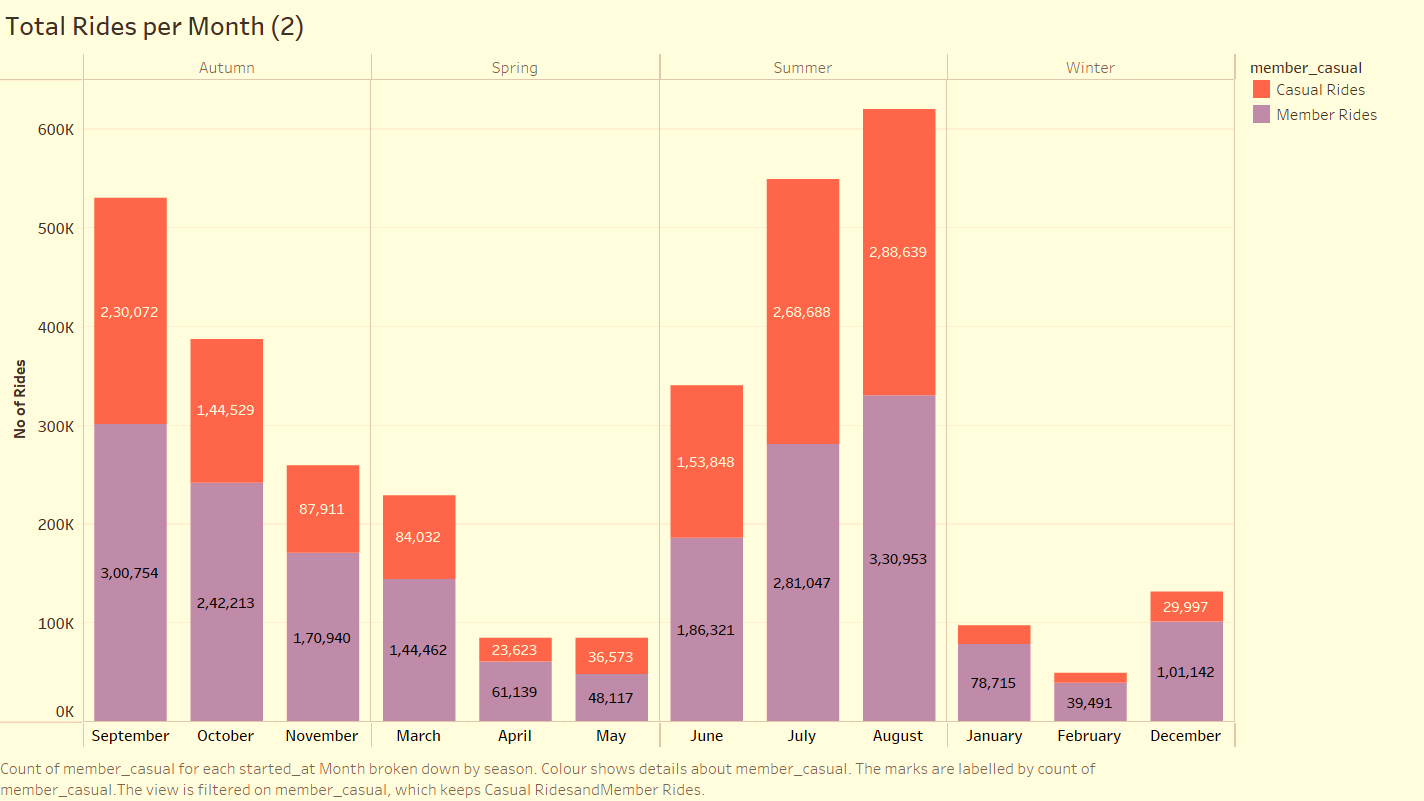 Total Rides per Month (2)
Autumn Spring Summer Winter
member_casual
Casual Rides
Member Rides
600K
500K
400K
300K
200K
100K
0K
No of Rides
2,30,072
3,00,754
1,44,529
2,42,213
87,911
1,70,940
84,032
1,44,462
23,623
61,139
36,573
48,117
1,53,848
1,86,321
2,68,688
2,81,047
2,88,639
3,30,953
78,715
39,491
29,997
1,01,142
September October November March April May June July August January February December
Count of member_casual for each started_at Month broken down by season. Colour shows details about member_casual. The marks are labelled by count of
member_casual.The view is filtered on member_casual, which keeps Casual RidesandMember Rides.